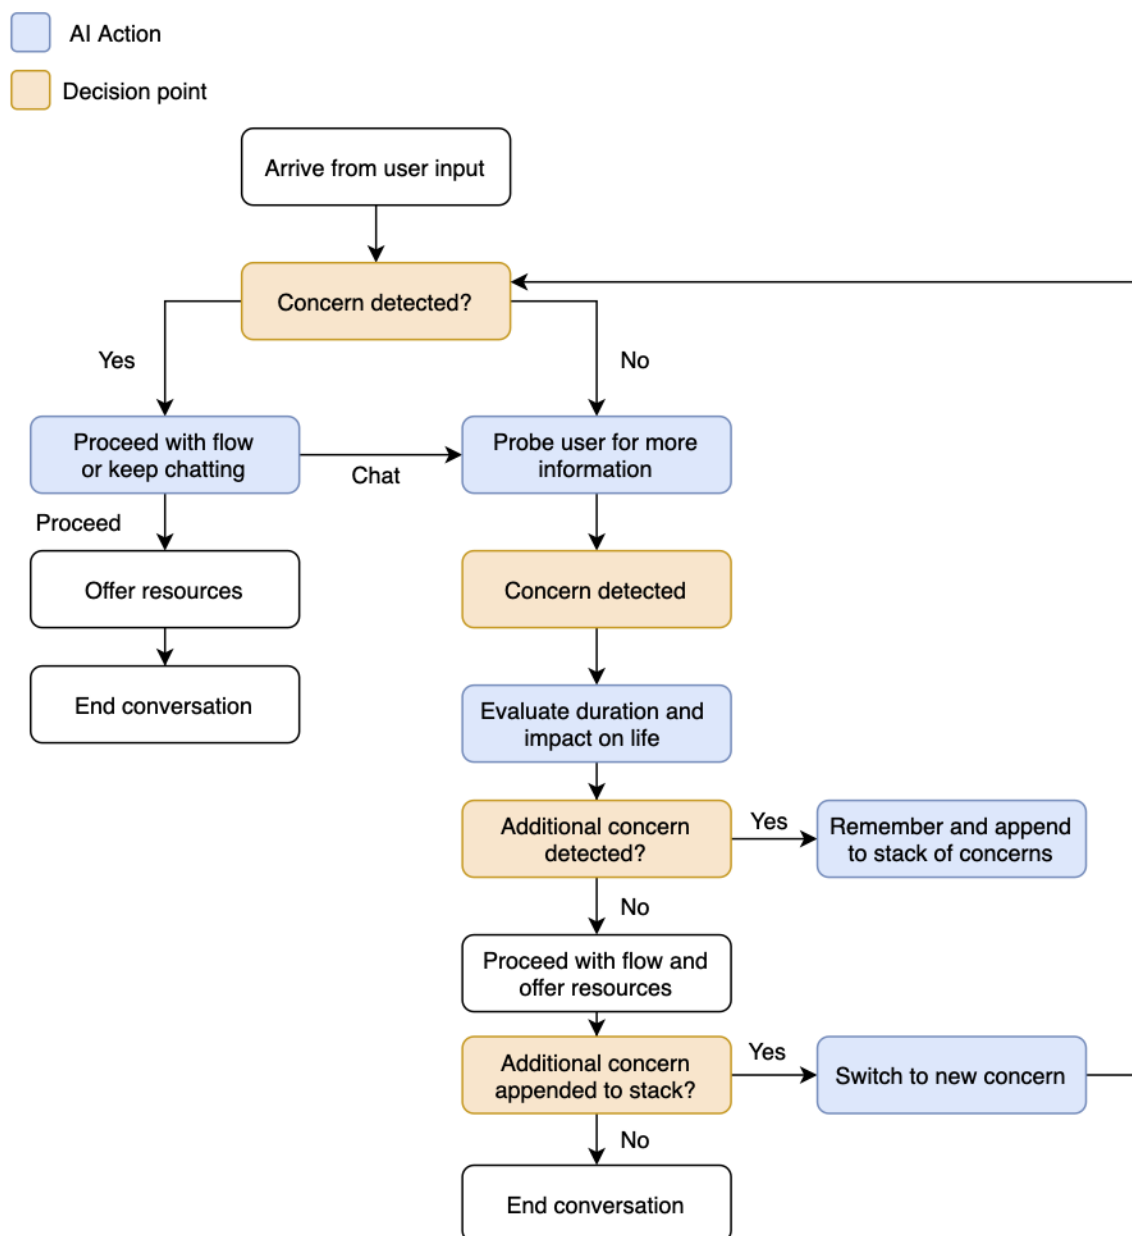 AI Action
Decision point
Arrive from user input
Concern detected?
Yes
No
Proceed with flow
or keep chatting
Chat
Probe user for more
information
Proceed
Offer resources
Concern detected
End conversation
Evaluate duration and
impact on life
Additional concern
detected?
Yes
Remember and append
to stack of concerns
No
Proceed with flow and
offer resources
Additional concern
appended to stack?
Yes
Switch to new concern
No
End conversation